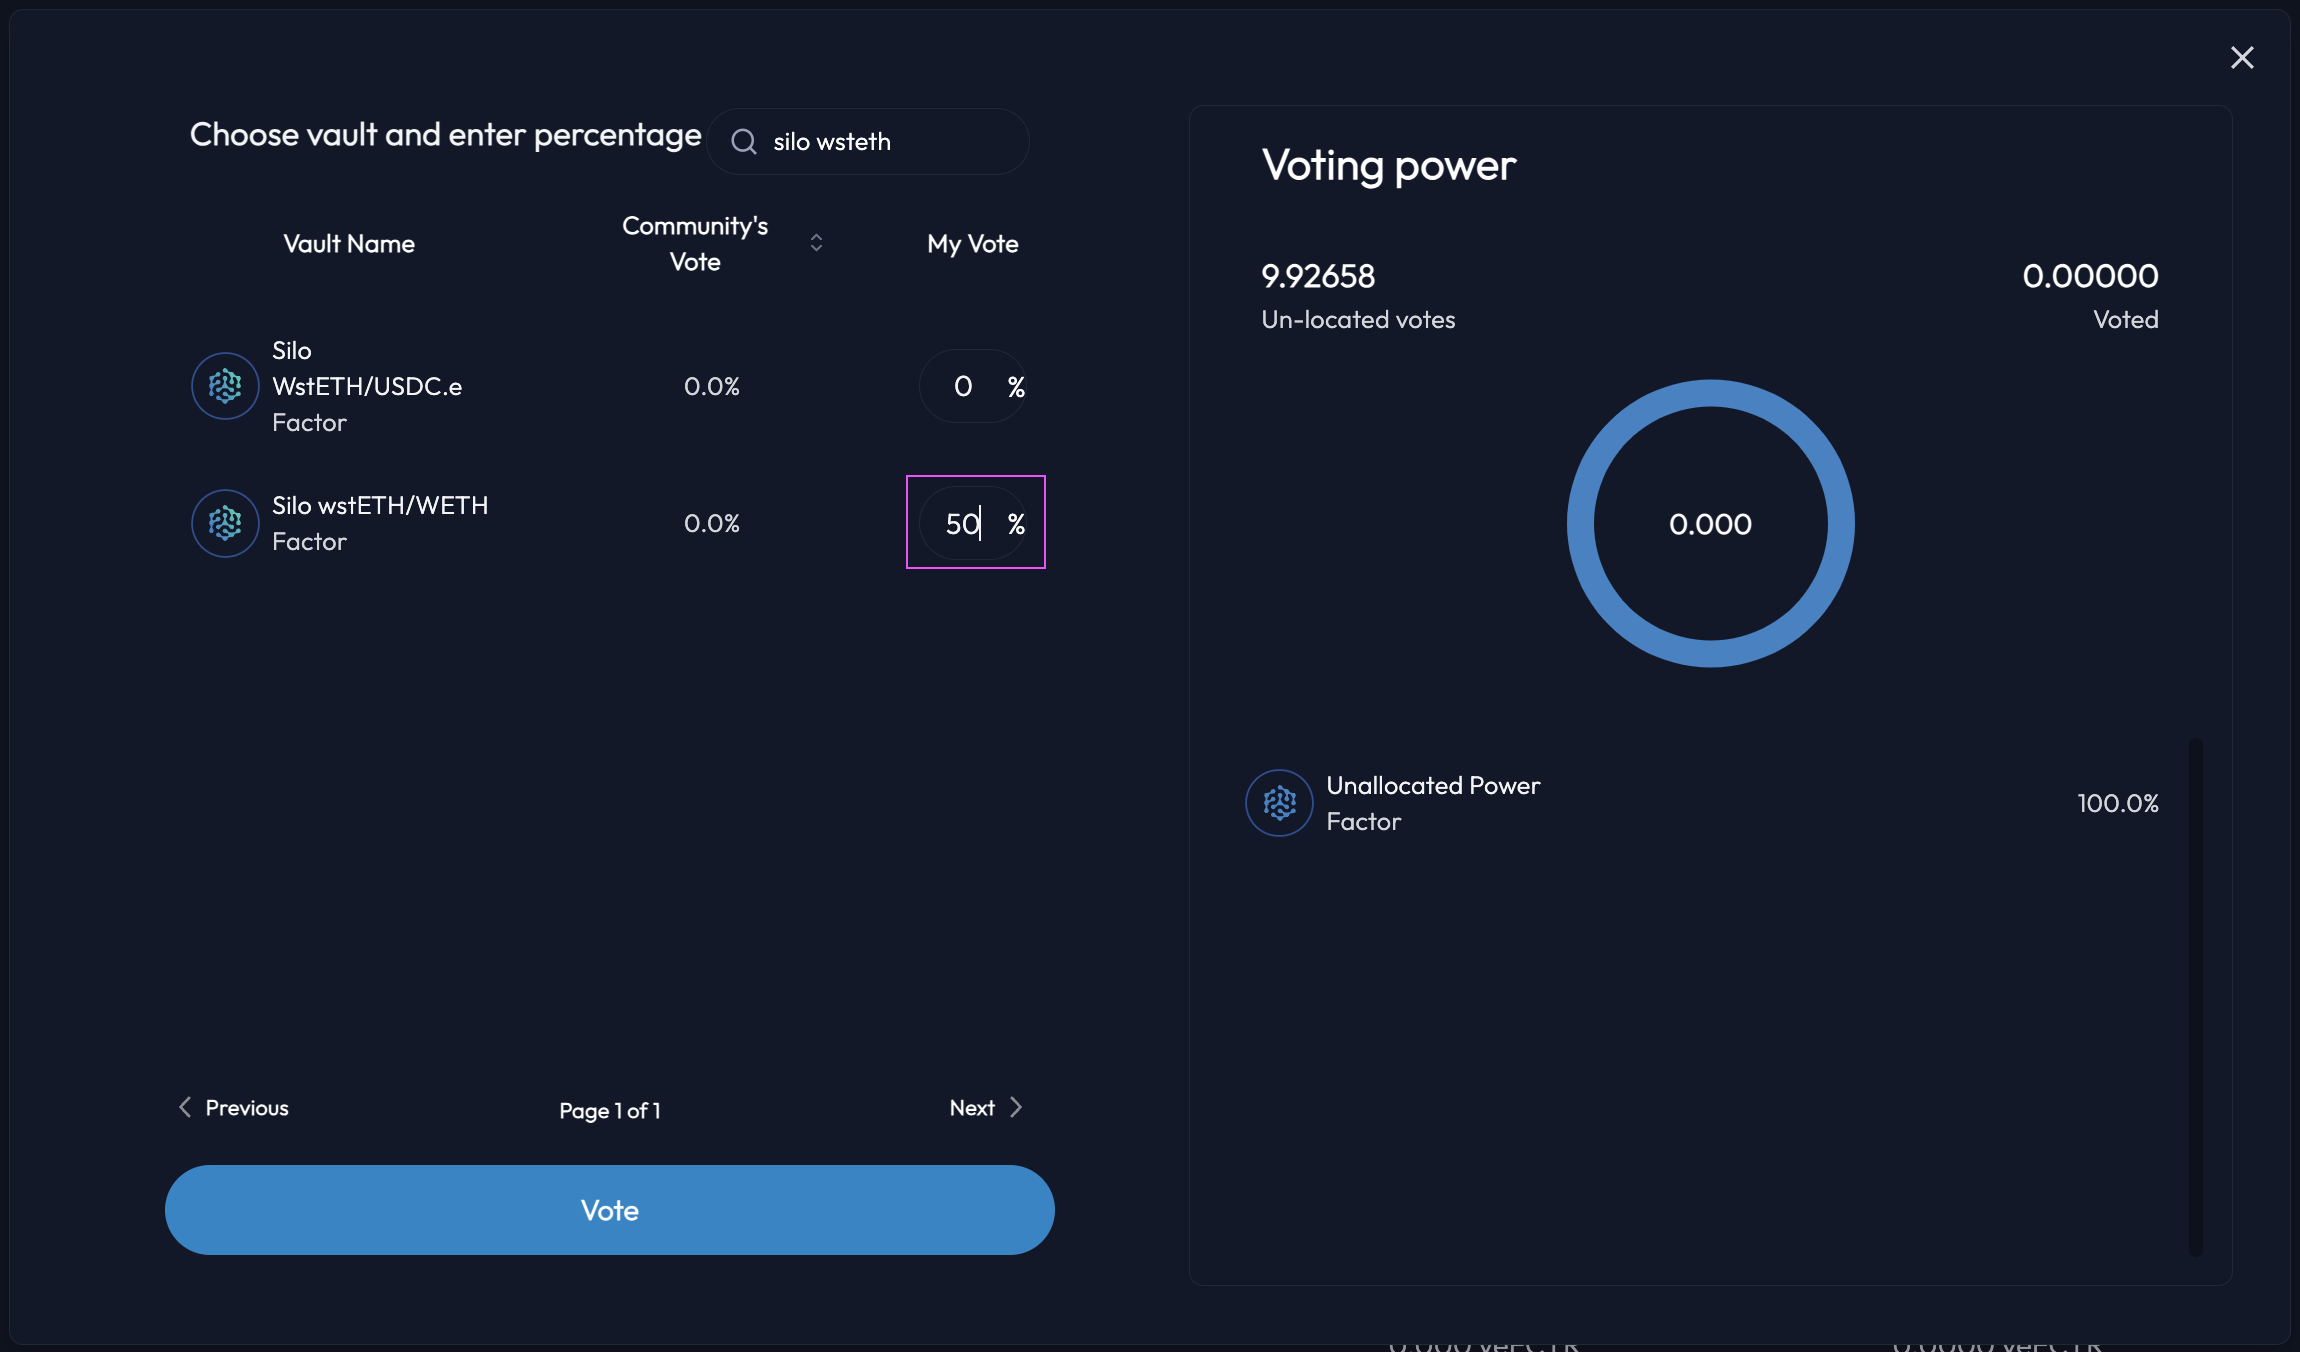 Choose vault and enter percentage
silo wsteth
Vault Name
Community's
Vote
My Vote
Silo
WstETH/USDC.e
Factor
0.0%
0 %
Silo wstETH/WETH
Factor
0.0%
50 %
Previous
Page 1 of 1
Next
Vote
Voting power
9.92658
Un-located votes
0.00000
Voted
0.000
Unallocated Power
Factor
100.0%